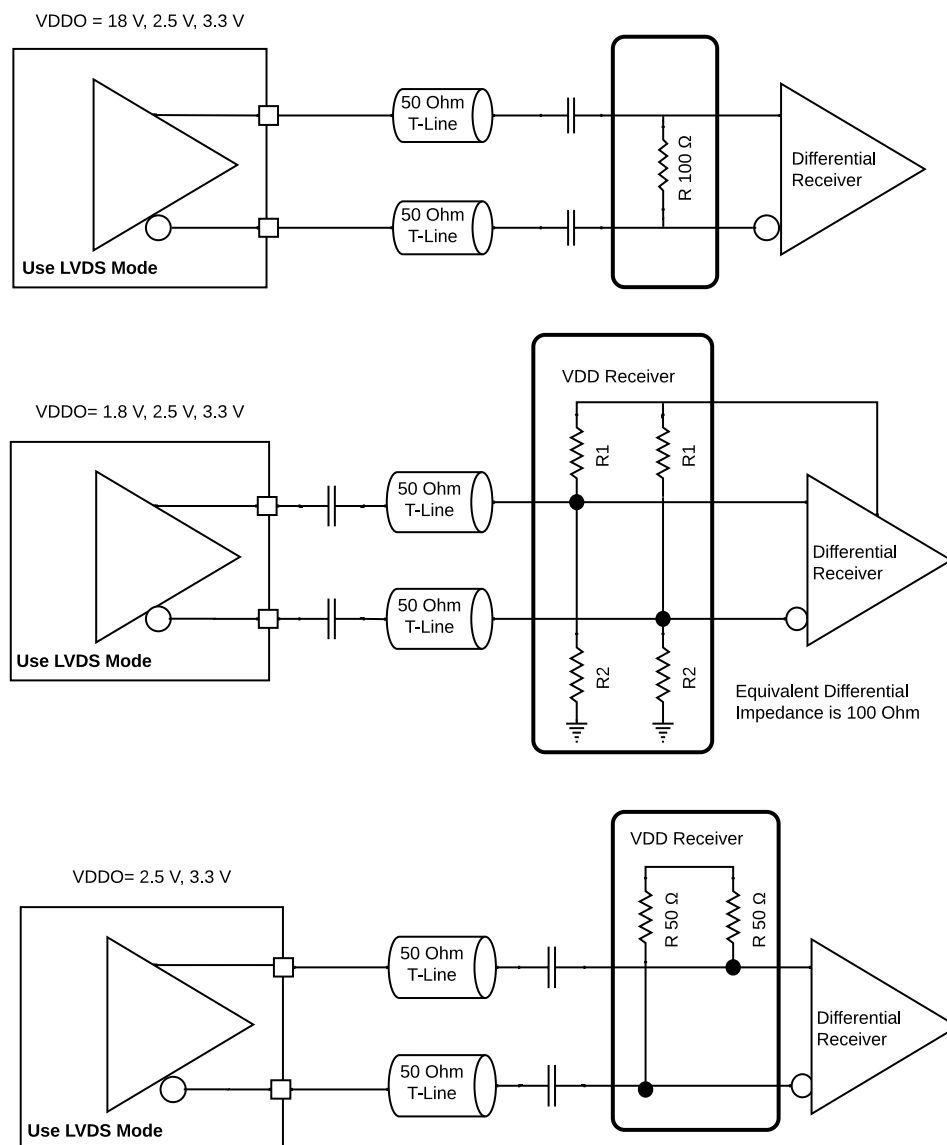 VDDO = 18 V, 2.5 V, 3.3 V
50 Ohm
T-Line
R 100 Ω
Differential
Receiver
50 Ohm
T-Line
Use LVDS Mode
VDD Receiver
VDDO= 1.8 V, 2.5 V, 3.3 V
R1
R1
50 Ohm
T-Line
Differential
Receiver
50 Ohm
T-Line
Use LVDS Mode
R2
R2
Equivalent Differential
Impedance is 100 Ohm
VDD Receiver
VDDO= 2.5 V, 3.3 V
R 50 Ω
R 50 Ω
50 Ohm
T-Line
Differential
Receiver
50 Ohm
T-Line
Use LVDS Mode